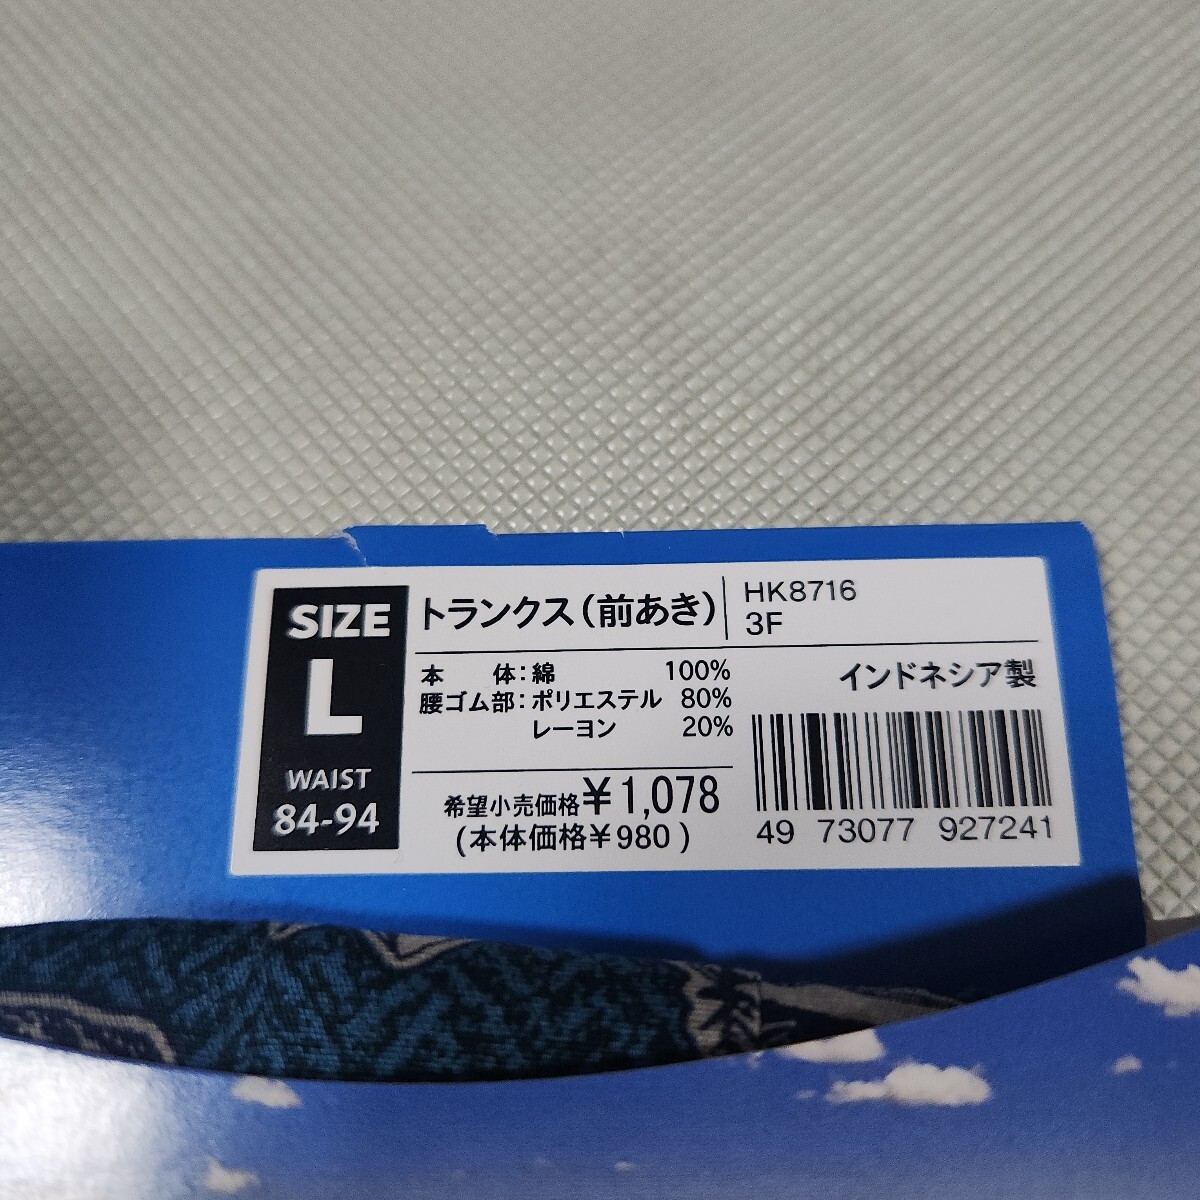 SIZE
L
WAIST
84-94
トランクス(前あき)
HK8716
3F
本　体:綿 100%
腰ゴム部:ポリエステル 80%
レーヨン 20%
インドネシア製
希望小売価格¥1,078
(本体価格¥980)
49 73077 927241